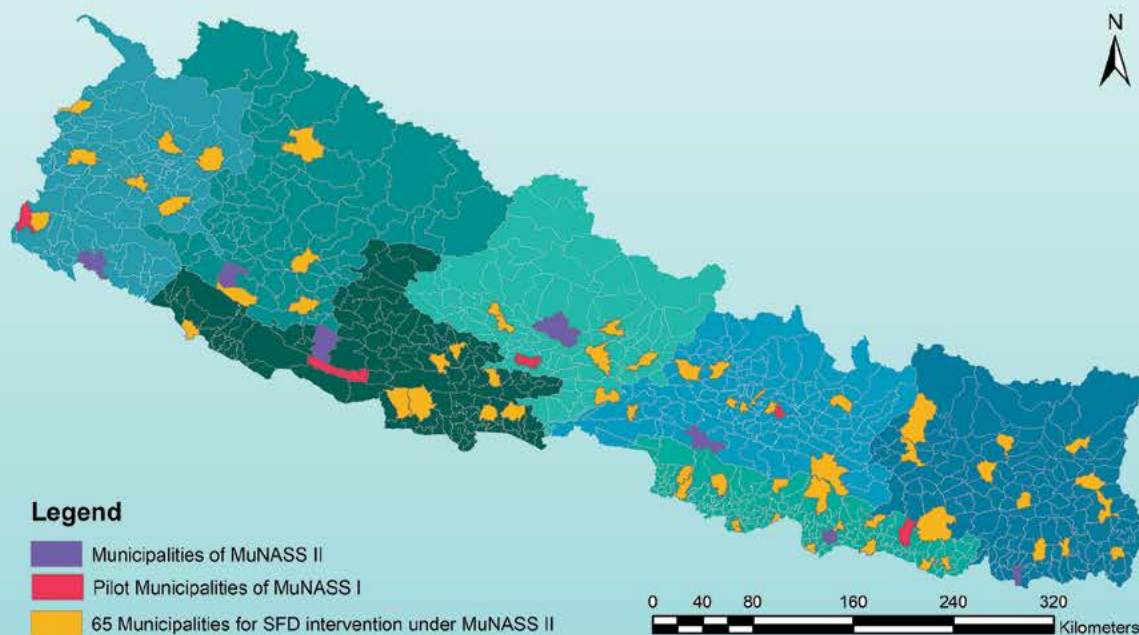 N
Legend
Municipalities of MuNASS II
Pilot Municipalities of MuNASS I
65 Municipalities for SFD intervention under MuNASS II
0 40 80 160 240 320
Kilometers